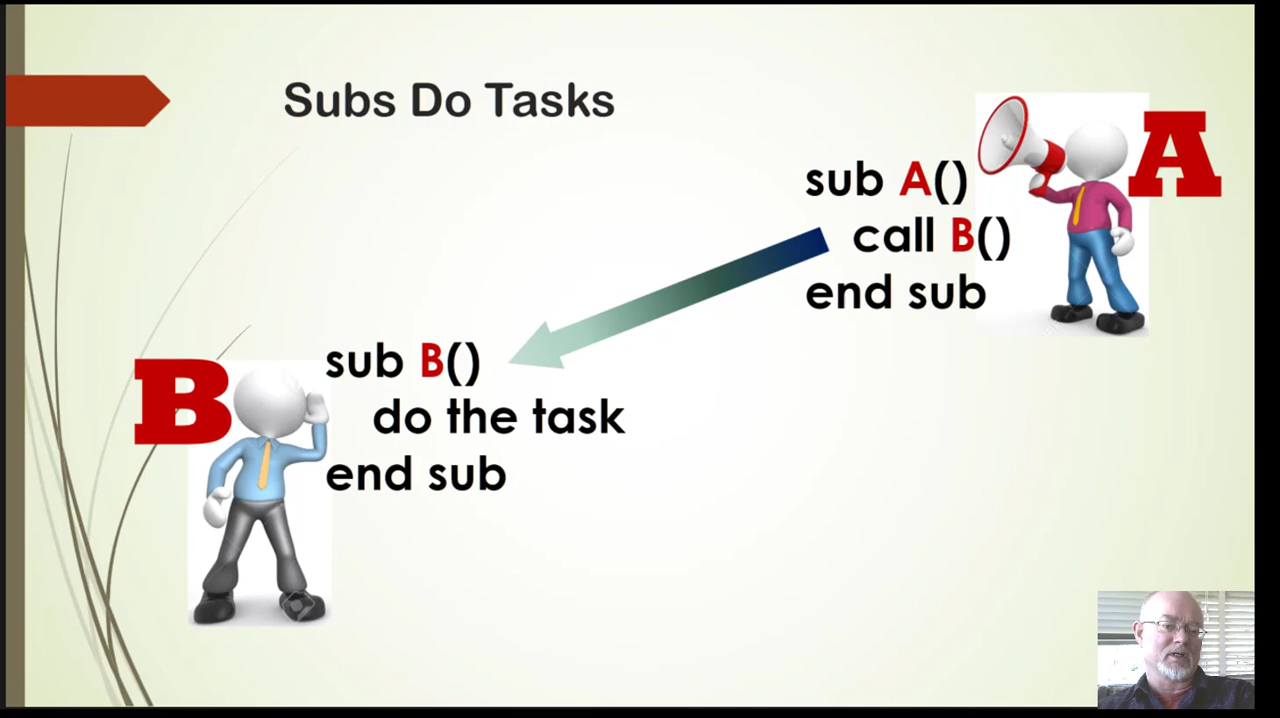 Subs Do Tasks
A
sub A()
call B()
end sub
B
sub B()
do the task
end sub